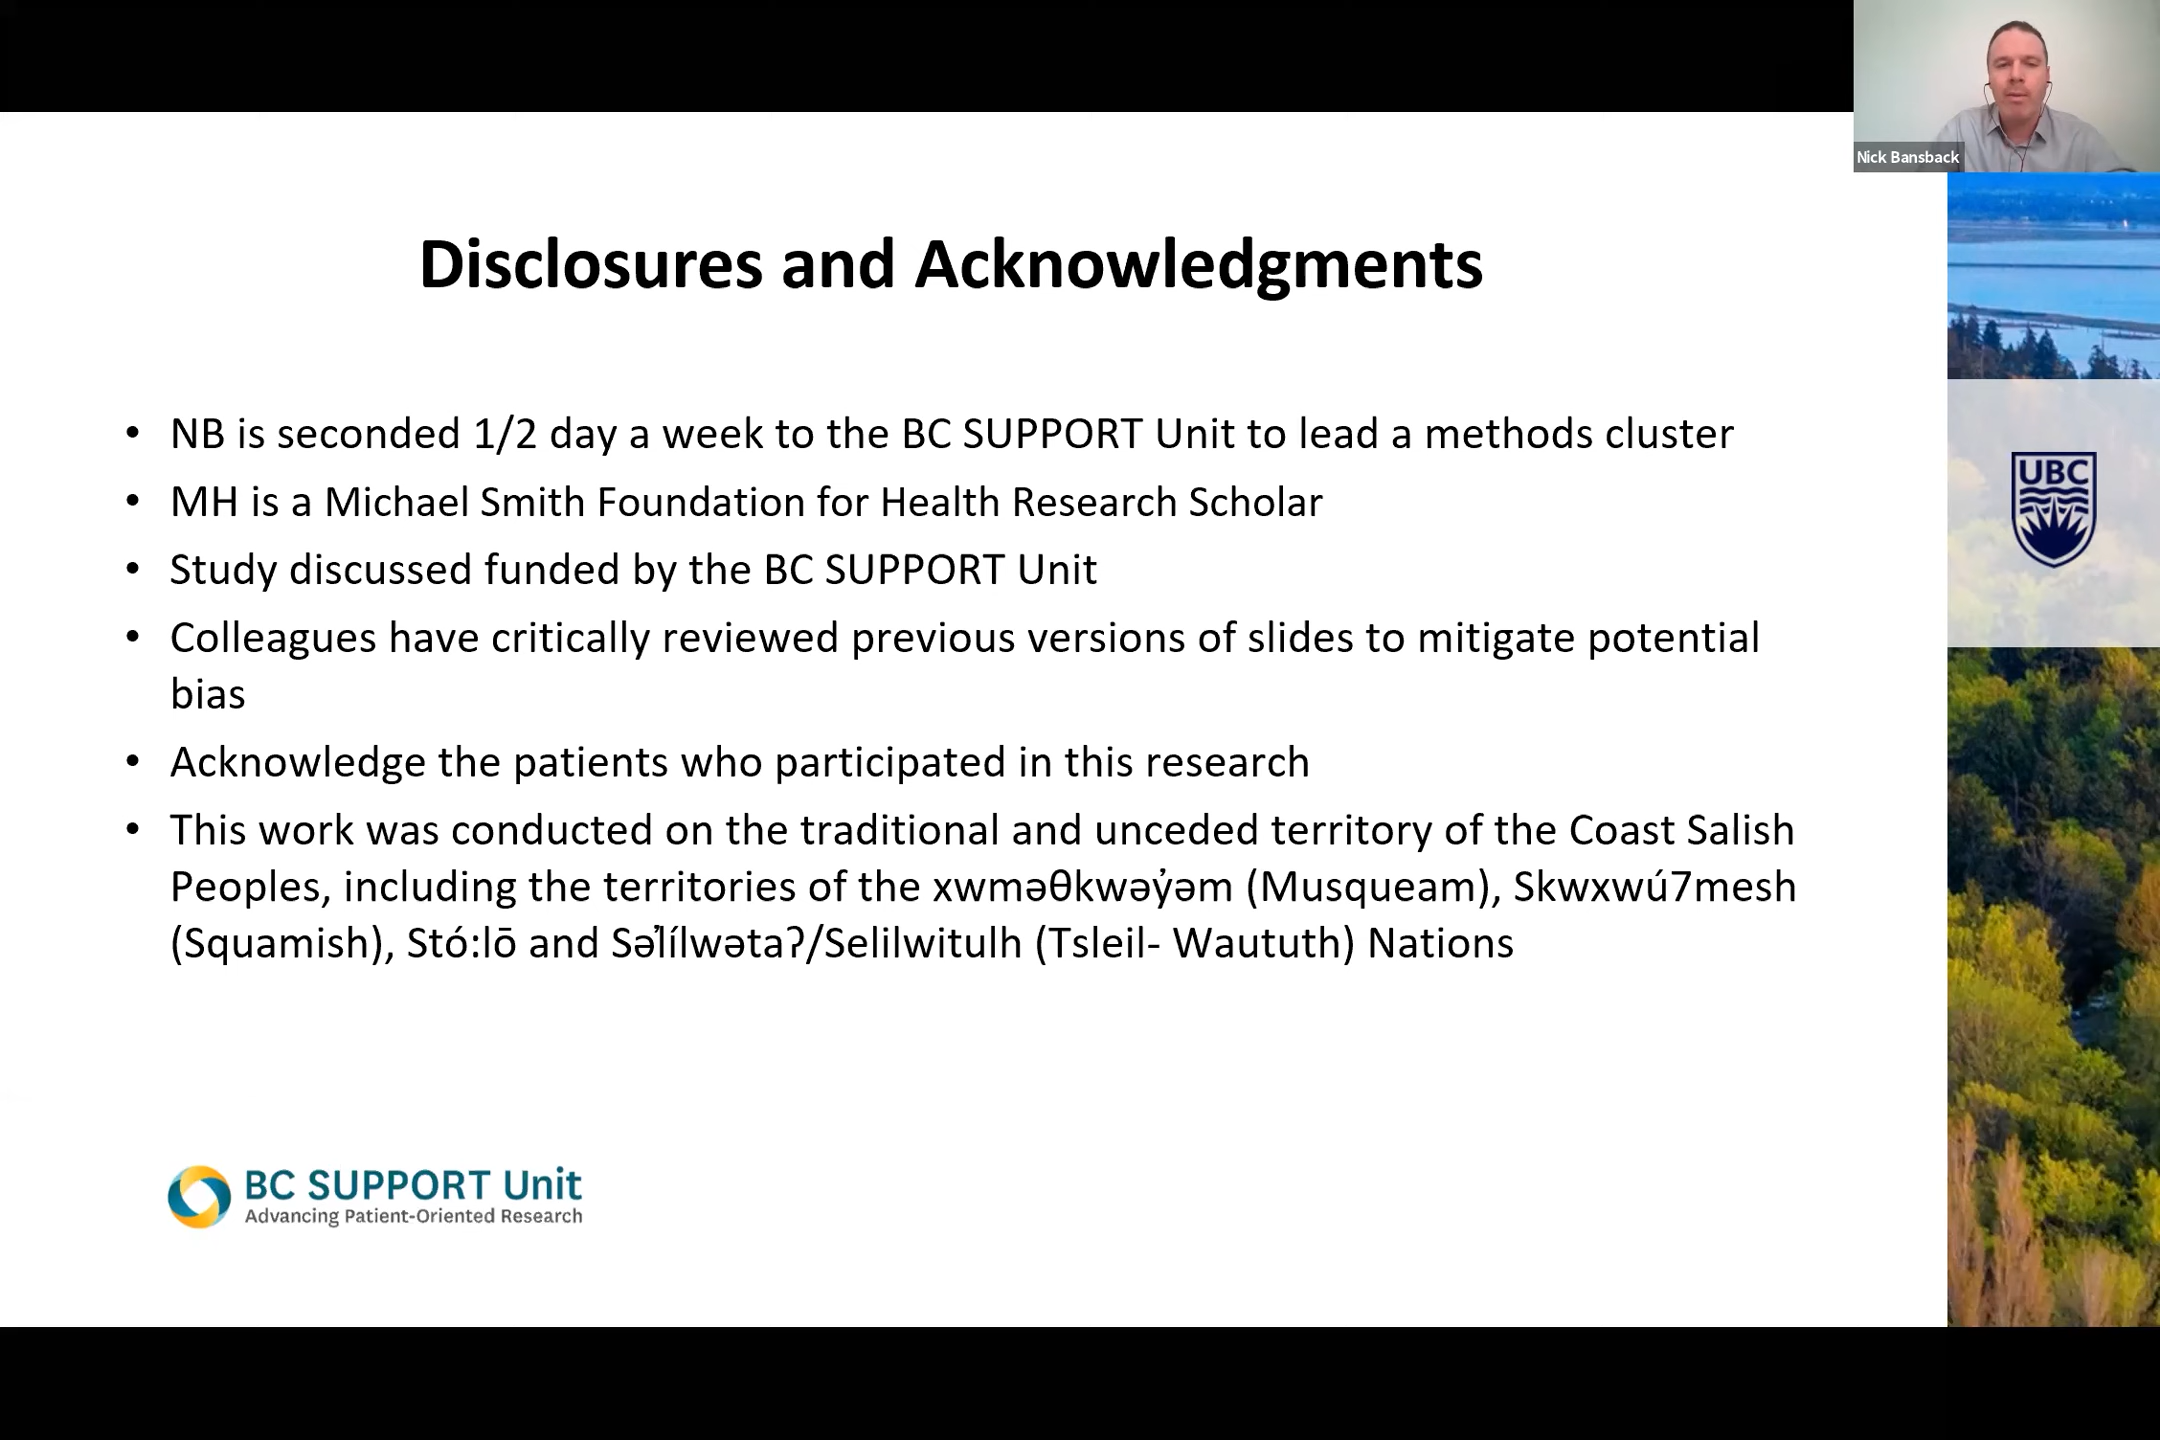 Nick Bansback
Disclosures and Acknowledgments
• NB is seconded 1/2 day a week to the BC SUPPORT Unit to lead a methods cluster
• MH is a Michael Smith Foundation for Health Research Scholar
• Study discussed funded by the BC SUPPORT Unit
• Colleagues have critically reviewed previous versions of slides to mitigate potential
bias
• Acknowledge the patients who participated in this research
• This work was conducted on the traditional and unceded territory of the Coast Salish
Peoples, including the territories of the xwməθkwəy̓əm (Musqueam), Skwxwú7mesh
(Squamish), Stó:lō and Səl̓ílwətaʔ/Selilwitulh (Tsleil- Waututh) Nations
UBC
BC SUPPORT Unit
Advancing Patient-Oriented Research